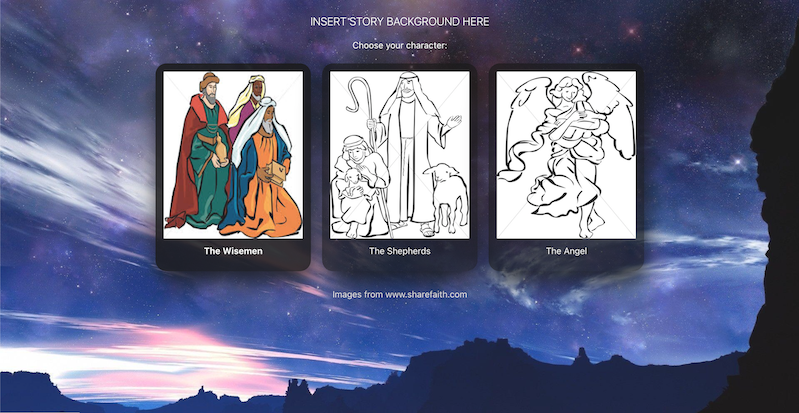 INSERT STORY BACKGROUND HERE
Choose your character:
The Wisemen
The Shepherds
The Angel
Images from www.sharefaith.com